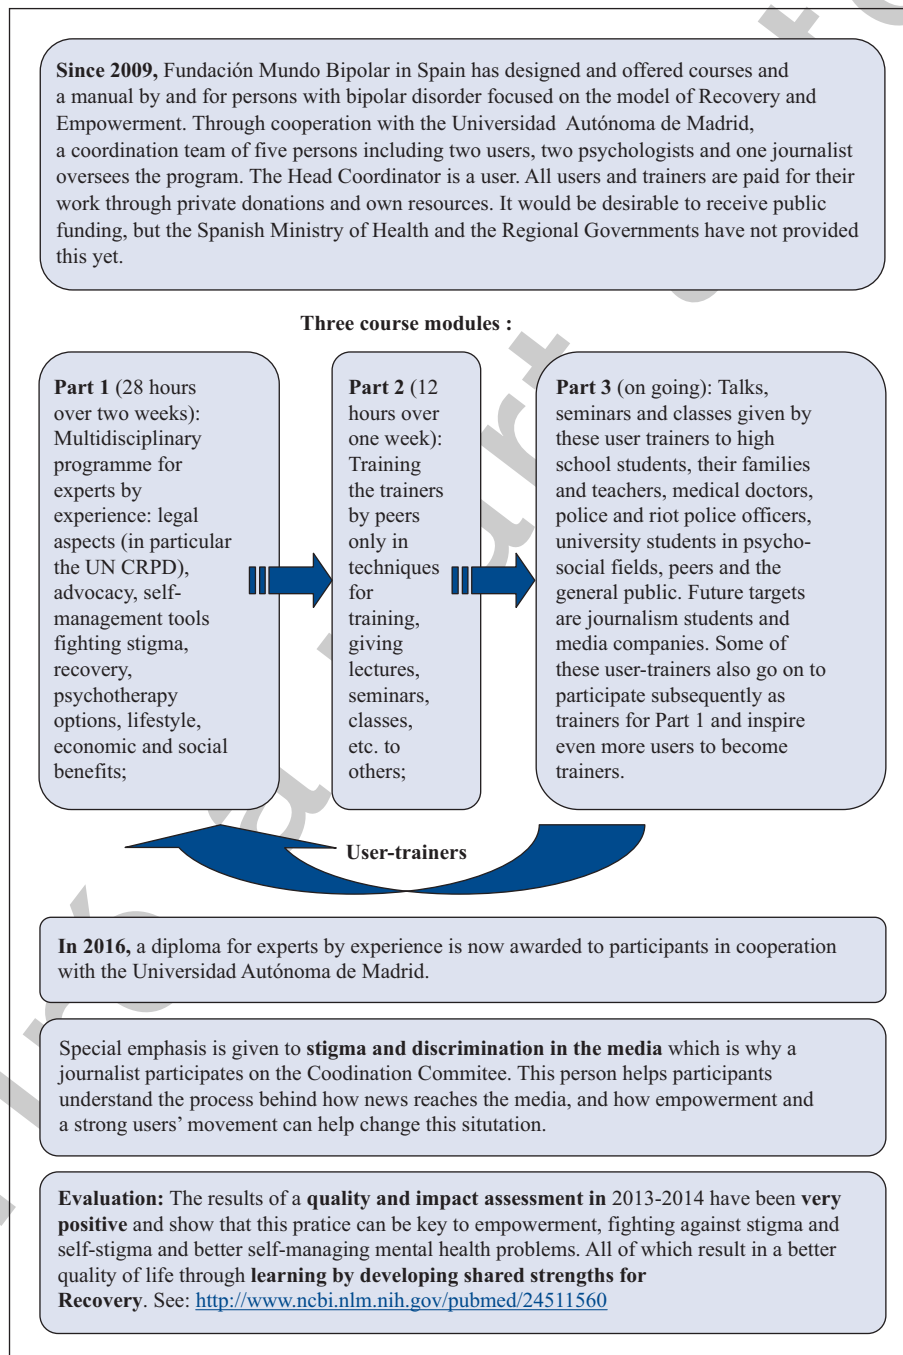 Since 2009, Fundación Mundo Bipolar in Spain has designed and offered courses and
a manual by and for persons with bipolar disorder focused on the model of Recovery and
Empowerment. Through cooperation with the Universidad Autónoma de Madrid,
a coordination team of five persons including two users, two psychologists and one journalist
oversees the program. The Head Coordinator is a user. All users and trainers are paid for their
work through private donations and own resources. It would be desirable to receive public
funding, but the Spanish Ministry of Health and the Regional Governments have not provided
this yet.
Three course modules :
Part 1 (28 hours
over two weeks):
Multidisciplinary
programme for
experts by
experience: legal
aspects (in particular
the UN CRPD),
advocacy, self-
management tools
fighting stigma,
recovery,
psychotherapy
options, lifestyle,
economic and social
benefits;
Part 2 (12
hours over
one week):
Training
the trainers
by peers
only in
techniques
for
training,
giving
lectures,
seminars,
classes,
etc. to
others;
Part 3 (on going): Talks,
seminars and classes given by
these user trainers to high
school students, their families
and teachers, medical doctors,
police and riot police officers,
university students in psycho-
social fields, peers and the
general public. Future targets
are journalism students and
media companies. Some of
these user-trainers also go on to
participate subsequently as
trainers for Part 1 and inspire
even more users to become
trainers.
User-trainers
In 2016, a diploma for experts by experience is now awarded to participants in cooperation
with the Universidad Autónoma de Madrid.
Special emphasis is given to stigma and discrimination in the media which is why a
journalist participates on the Coodination Commitee. This person helps participants
understand the process behind how news reaches the media, and how empowerment and
a strong users’ movement can help change this situtation.
Evaluation: The results of a quality and impact assessment in 2013-2014 have been very
positive and show that this pratice can be key to empowerment, fighting against stigma and
self-stigma and better self-managing mental health problems. All of which result in a better
quality of life through learning by developing shared strengths for
Recovery. See: http://www.ncbi.nlm.nih.gov/pubmed/24511560